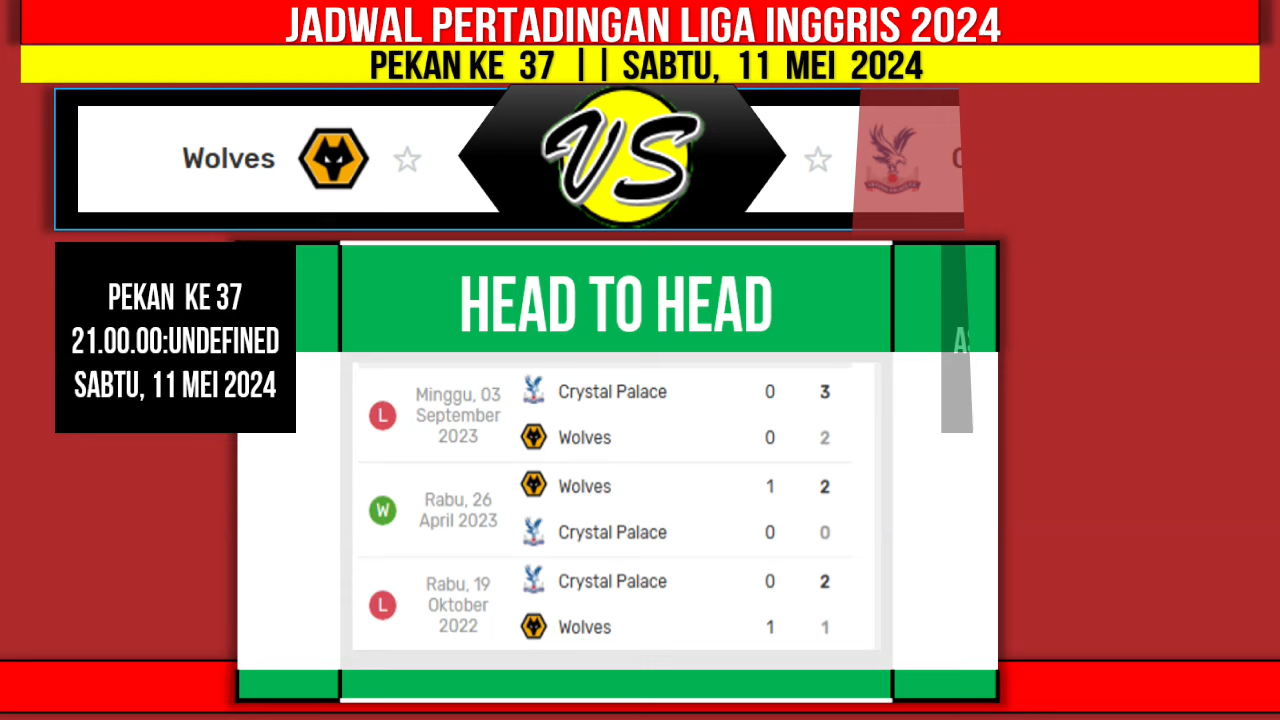 JADWAL PERTADINGAN LIGA INGGRIS 2024
PEKAN KE 37 || SABTU, 11 MEI 2024
Wolves
VS
PEKAN KE 37
21.00.00:UNDEFINED
SABTU, 11 MEI 2024
HEAD TO HEAD
L
Minggu, 03
September
2023
Crystal Palace 0 3
Wolves 0 2
W
Rabu, 26
April 2023
Wolves 1 2
Crystal Palace 0 0
L
Rabu, 19
Oktober
2022
Crystal Palace 0 2
Wolves 1 1